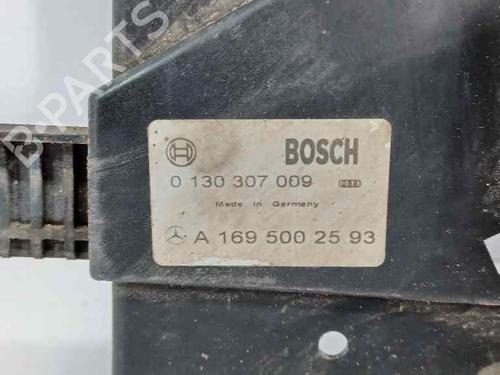 B-PARTS
BOSCH
0 130 307 009
Made in Germany
A 169 500 25 93